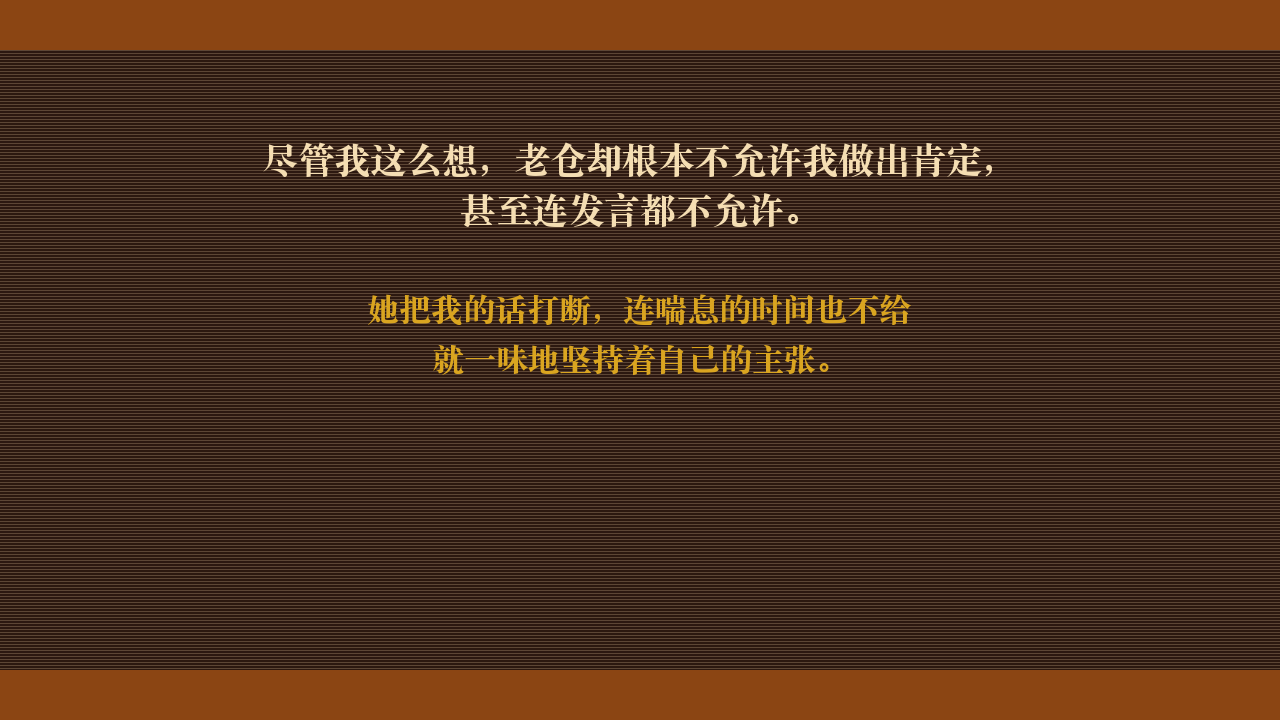 尽管我这么想，老仓却根本不允许我做出肯定，
甚至连发言都不允许。
她把我的话打断，连喘息的时间也不给
就一味地坚持着自己的主张。